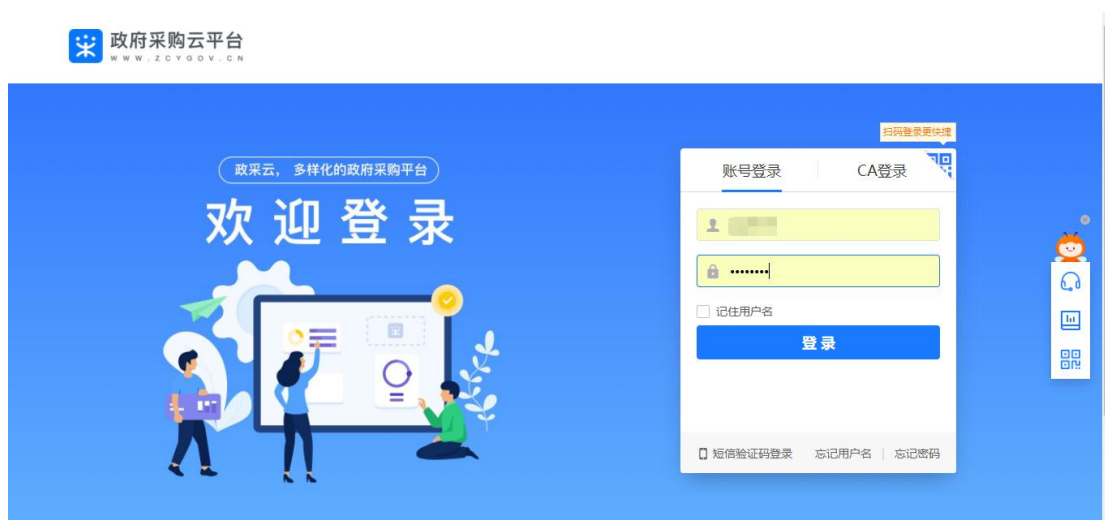 政府采购云平台
WWW.ZCYGOV.CN
扫码登录更快捷
政采云，多样化的政府采购平台
欢迎登录
账号登录
CA登录
••••••••
记住用户名
登录
短信验证码登录 忘记用户名 忘记密码